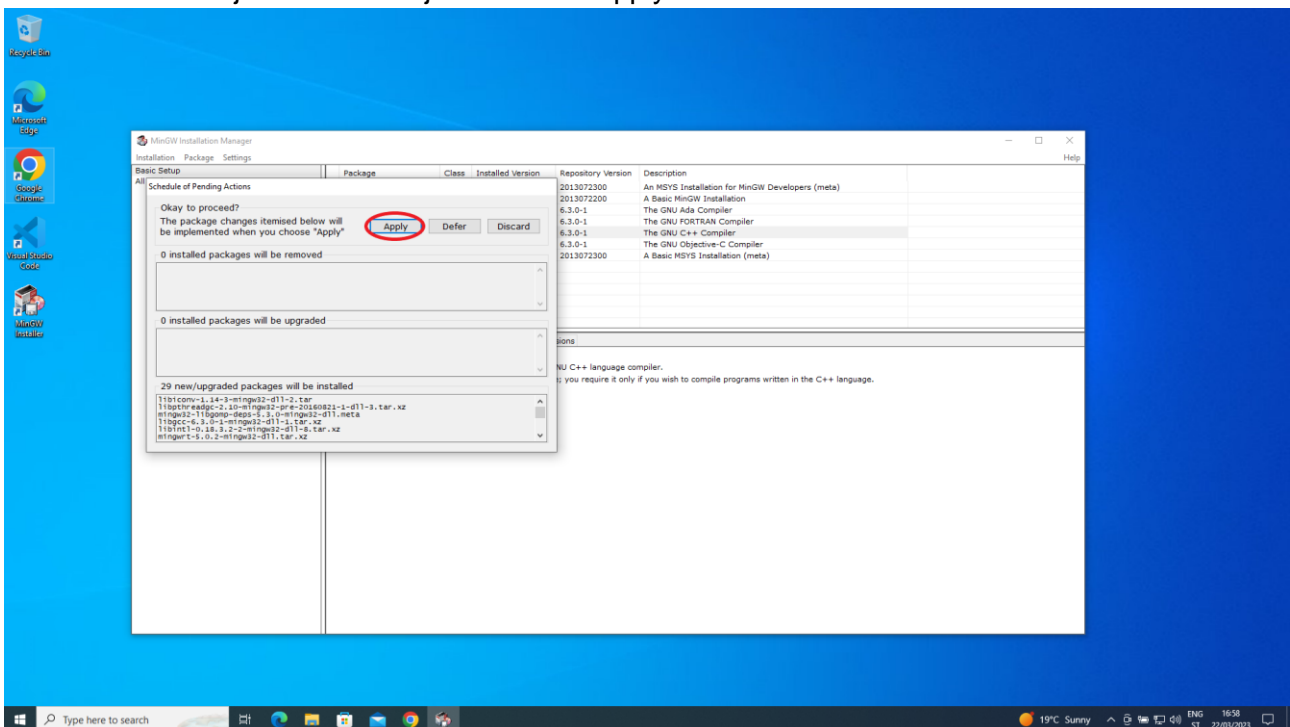 apply
Recycle Bin
Microsoft
Edge
Google
Chrome
Visual Studio
Code
MinGW
Installer
MinGW Installation Manager
Installation Package Settings Help
Basic Setup
All
Package Class Installed Version Repository Version Description
2013072300 An MSYS Installation for MinGW Developers (meta)
2013072200 A Basic MinGW Installation
6.3.0-1 The GNU Ada Compiler
6.3.0-1 The GNU FORTRAN Compiler
6.3.0-1 The GNU C++ Compiler
6.3.0-1 The GNU Objective-C Compiler
2013072300 A Basic MSYS Installation (meta)
Schedule of Pending Actions
Okay to proceed?
The package changes itemised below will
be implemented when you choose "Apply"
Apply Defer Discard
0 installed packages will be removed
0 installed packages will be upgraded
29 new/upgraded packages will be installed
libiconv-1.14-3-mingw32-dll-2.tar
libpthreadgc-2.10-mingw32-pre-20160821-1-dll-3.tar.xz
mingw32-libgomp-deps-5.3.0-mingw32-dll.meta
libgcc-6.3.0-1-mingw32-dll-1.tar.xz
libintl-0.18.3.2-2-mingw32-dll-8.tar.xz
mingwrt-5.0.2-mingw32-dll.tar.xz
sions
NU C++ language compiler.
; you require it only if you wish to compile programs written in the C++ language.
Type here to search
19°C Sunny
ENG
ST
16:58
22/03/2023